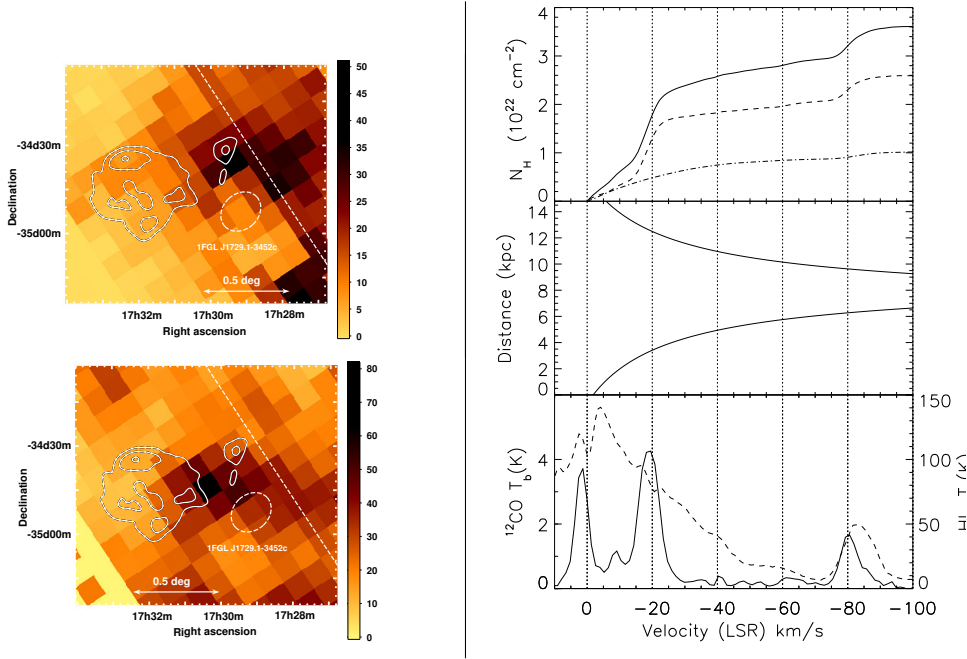 50
45
40
35
30
25
20
15
10
5
0
-34d30m
-35d00m
Declination
1FGL J1729.1-3452c
0.5 deg
17h32m 17h30m 17h28m
Right ascension
80
70
60
50
40
30
20
10
0
-34d30m
-35d00m
Declination
1FGL J1729.1-3452c
0.5 deg
17h32m 17h30m 17h28m
Right ascension
4
3
2
1
0
N_H (10^22 cm^-2)
14
12
10
8
6
4
2
0
Distance (kpc)
4
2
0
^12CO T_b(K)
150
100
50
0
0 −20 −40 −60 −80 −100
Velocity (LSR) km/s